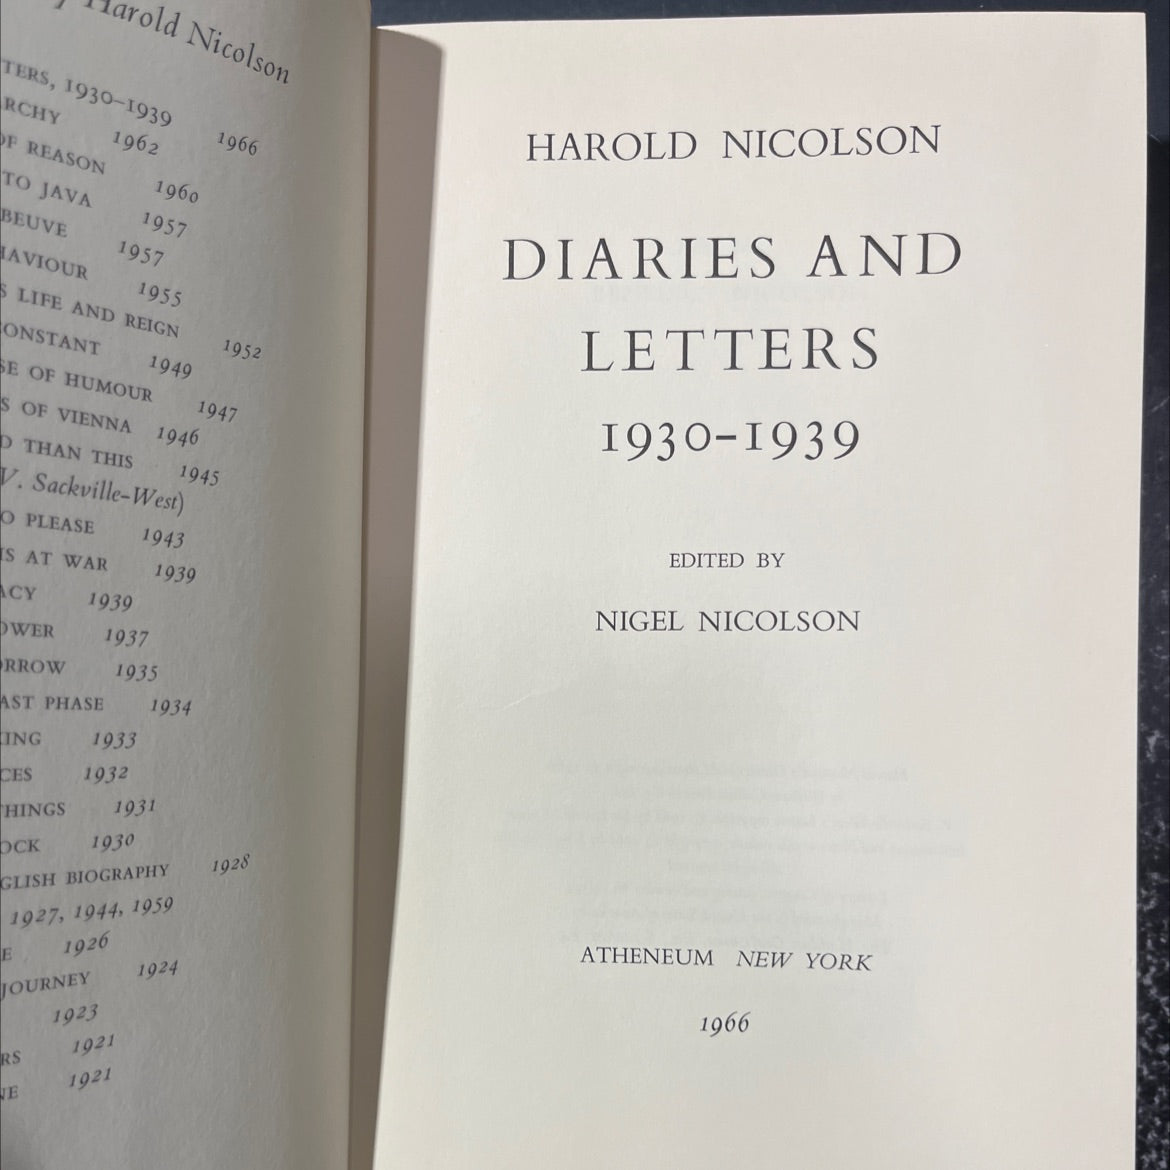 Harold Nicolson
TERS, 1930–1939 1966
RCHY 1962
OF REASON 1960
TO JAVA 1957
BEUVE 1957
HAVIOUR 1955
S LIFE AND REIGN 1952
CONSTANT 1949
SE OF HUMOUR 1947
S OF VIENNA 1946
D THAN THIS 1945
V. Sackville–West)
O PLEASE 1943
IS AT WAR 1939
ACY 1939
OWER 1937
ORROW 1935
AST PHASE 1934
KING 1933
CES 1932
THINGS 1931
OCK 1930
GLISH BIOGRAPHY 1928
1927, 1944, 1959
E 1926
JOURNEY 1924
1923
RS 1921
NE 1921
HAROLD NICOLSON
DIARIES AND
LETTERS
1930–1939
EDITED BY
NIGEL NICOLSON
ATHENEUM NEW YORK
1966